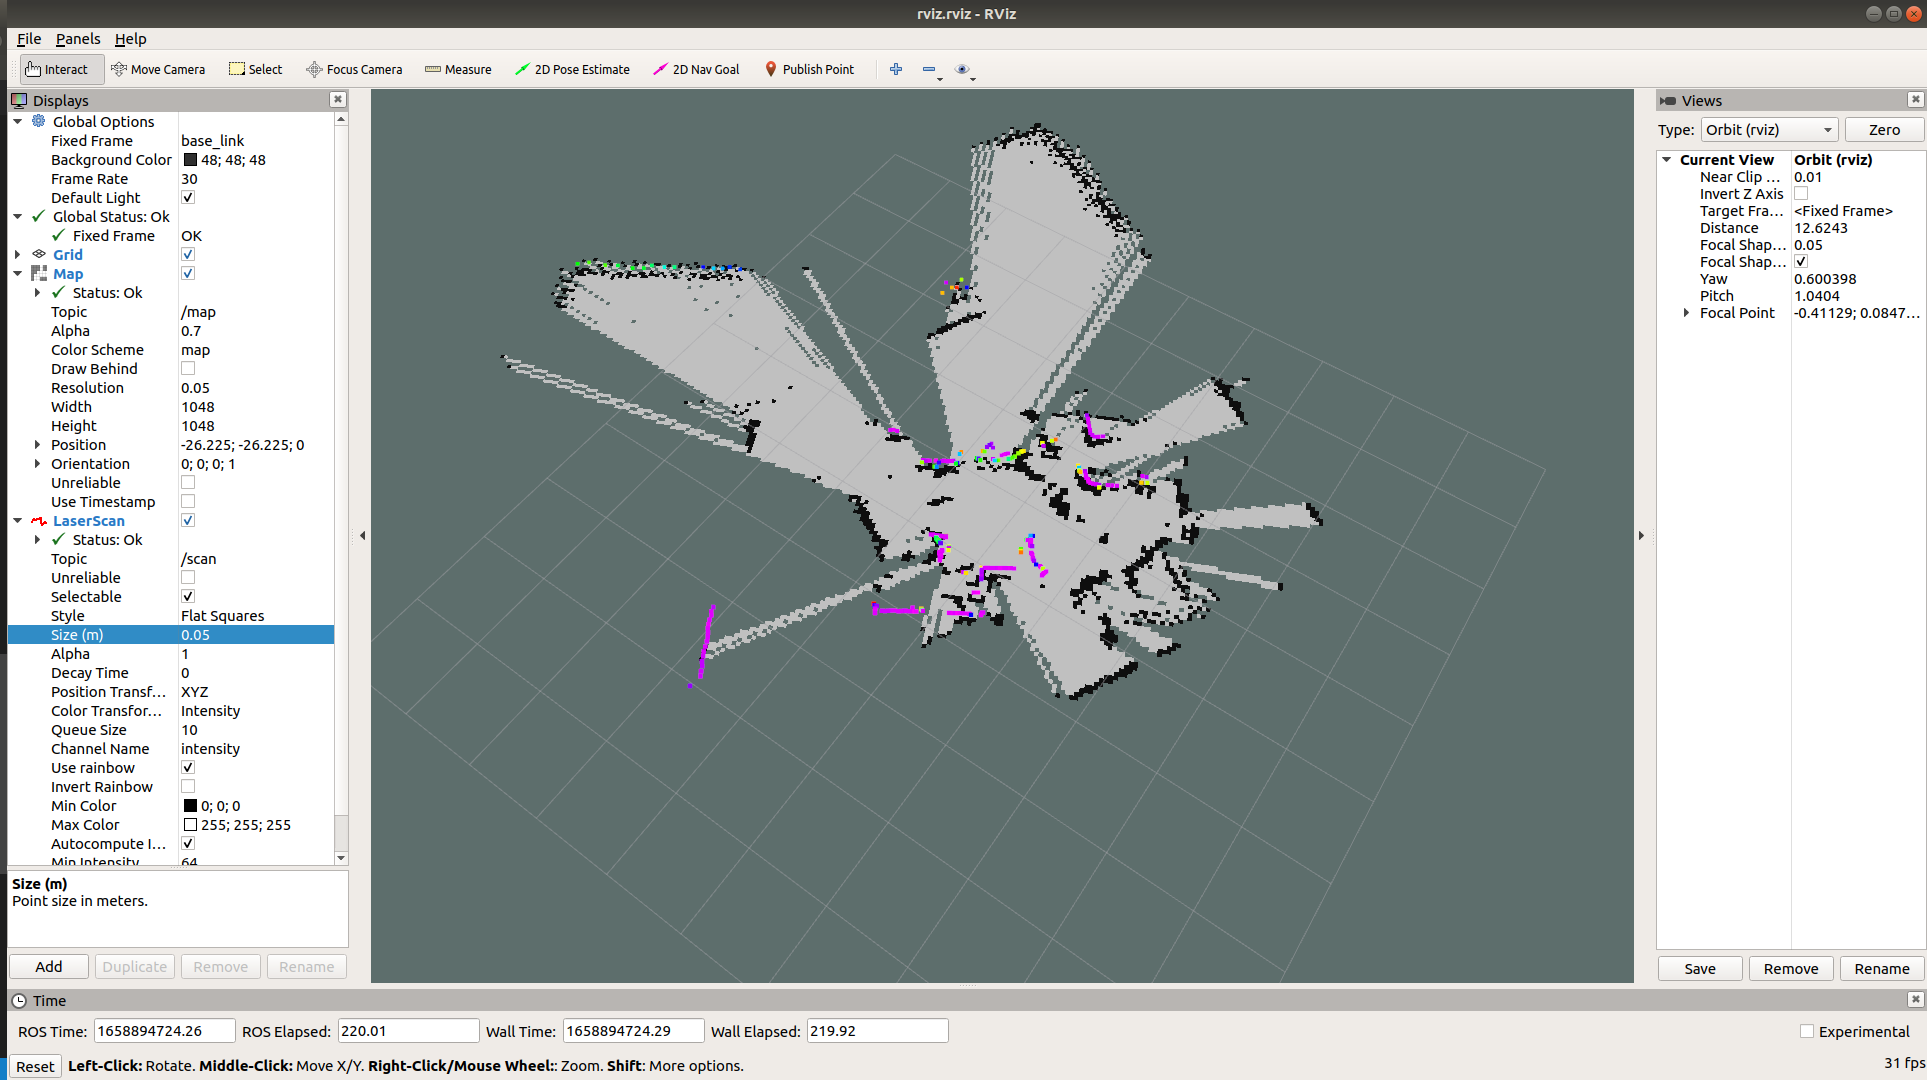 rviz.rviz - RViz
File Panels Help
Interact Move Camera Select Focus Camera Measure 2D Pose Estimate 2D Nav Goal Publish Point
Displays
Global Options
Fixed Frame base_link
Background Color 48; 48; 48
Frame Rate 30
Default Light
Global Status: Ok
Fixed Frame OK
Grid
Map
Status: Ok
Topic /map
Alpha 0.7
Color Scheme map
Draw Behind
Resolution 0.05
Width 1048
Height 1048
Position -26.225; -26.225; 0
Orientation 0; 0; 0; 1
Unreliable
Use Timestamp
LaserScan
Status: Ok
Topic /scan
Unreliable
Selectable
Style Flat Squares
Size (m) 0.05
Alpha 1
Decay Time 0
Position Transf... XYZ
Color Transfor... Intensity
Queue Size 10
Channel Name intensity
Use rainbow
Invert Rainbow
Min Color 0; 0; 0
Max Color 255; 255; 255
Autocompute I...
Min Intensity 64
Size (m)
Point size in meters.
Add Duplicate Remove Rename
Views
Type: Orbit (rviz) Zero
Current View Orbit (rviz)
Near Clip ... 0.01
Invert Z Axis
Target Fra... <Fixed Frame>
Distance 12.6243
Focal Shap... 0.05
Focal Shap...
Yaw 0.600398
Pitch 1.0404
Focal Point -0.41129; 0.0847...
Save Remove Rename
Time
ROS Time: 1658894724.26 ROS Elapsed: 220.01 Wall Time: 1658894724.29 Wall Elapsed: 219.92 Experimental
Reset Left-Click: Rotate. Middle-Click: Move X/Y. Right-Click/Mouse Wheel:: Zoom. Shift: More options. 31 fps